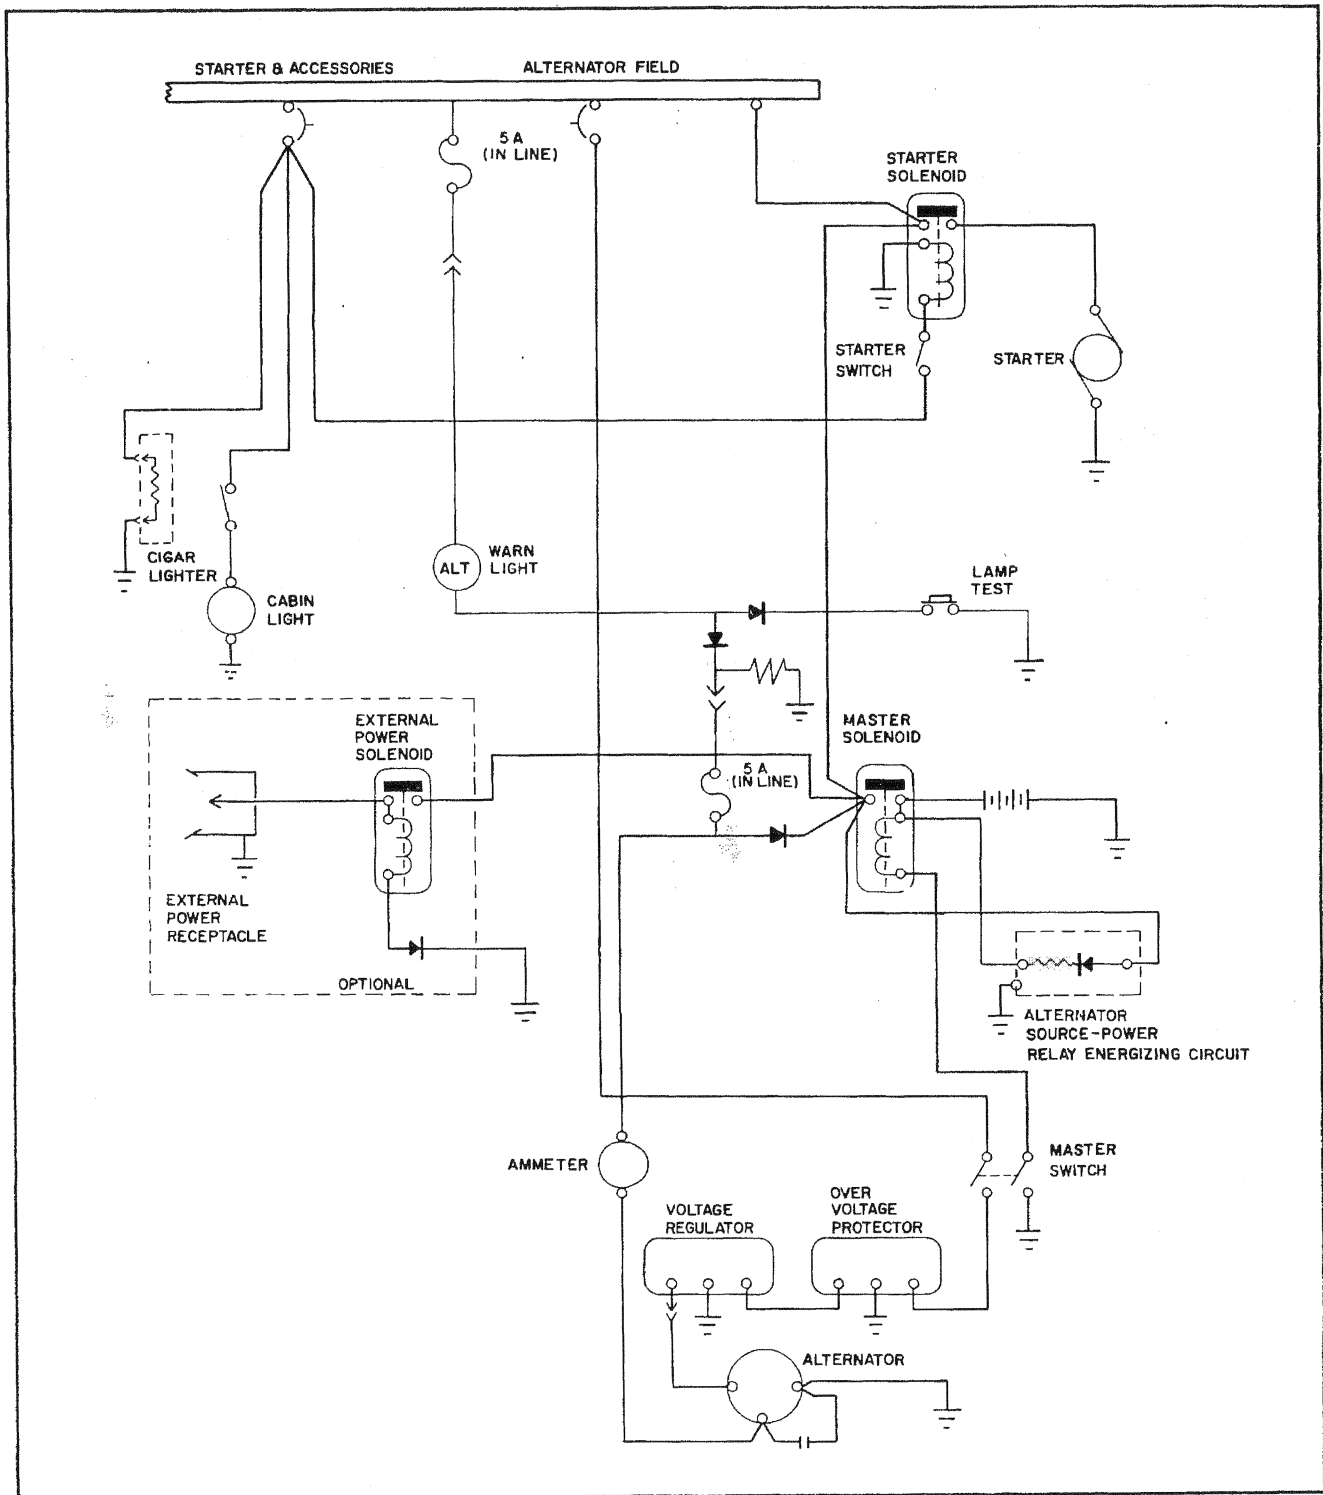 STARTER & ACCESSORIES
ALTERNATOR FIELD
5 A
(IN LINE)
STARTER
SOLENOID
STARTER
SWITCH
STARTER
CIGAR
LIGHTER
CABIN
LIGHT
ALT
WARN
LIGHT
LAMP
TEST
EXTERNAL
POWER
SOLENOID
MASTER
SOLENOID
5 A
(IN LINE)
EXTERNAL
POWER
RECEPTACLE
OPTIONAL
ALTERNATOR
SOURCE-POWER
RELAY ENERGIZING CIRCUIT
AMMETER
MASTER
SWITCH
VOLTAGE
REGULATOR
OVER
VOLTAGE
PROTECTOR
ALTERNATOR